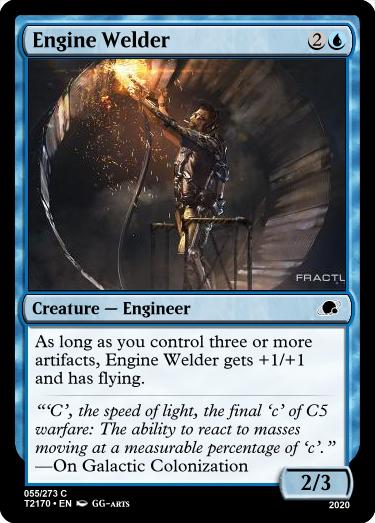 Engine Welder 2
FRACTL
Creature — Engineer
As long as you control three or more
artifacts, Engine Welder gets +1/+1
and has flying.
“‘C’, the speed of light, the final ‘c’ of C5
warfare: The ability to react to masses
moving at a measurable percentage of ‘c’.”
—On Galactic Colonization
2/3
055/273 C
T2170 • EN GG-ARTS
2020